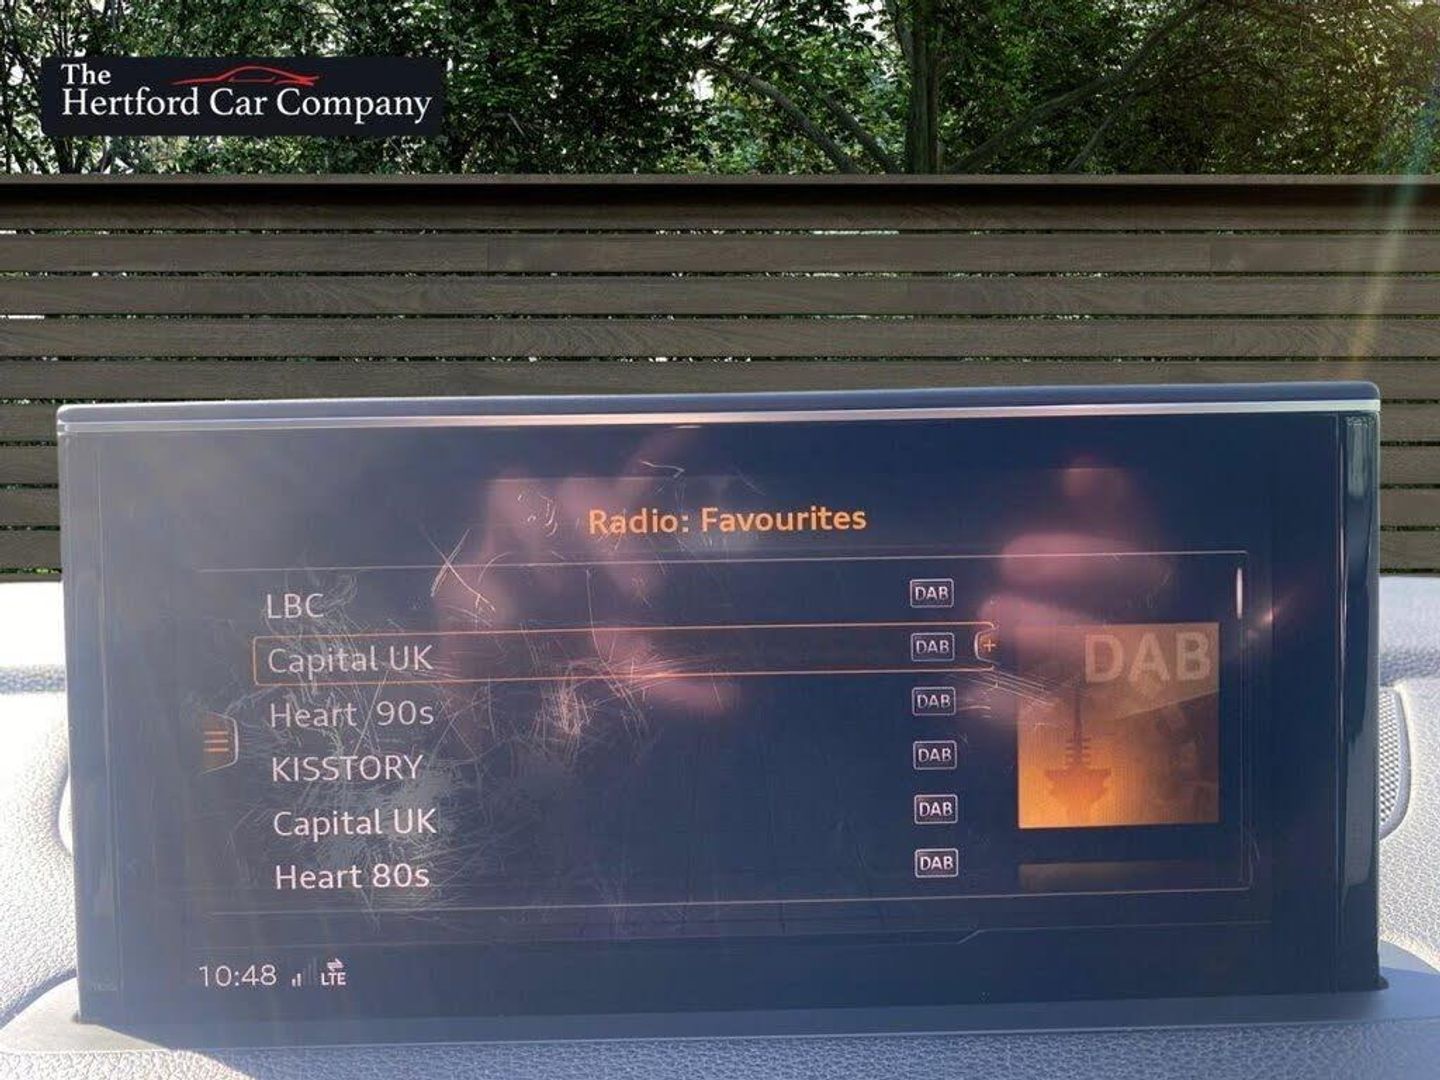 The
Hertford Car Company
Radio: Favourites
LBC DAB
Capital UK DAB +
Heart 90s DAB
KISSTORY DAB
Capital UK DAB
Heart 80s DAB
DAB
10:48 LTE